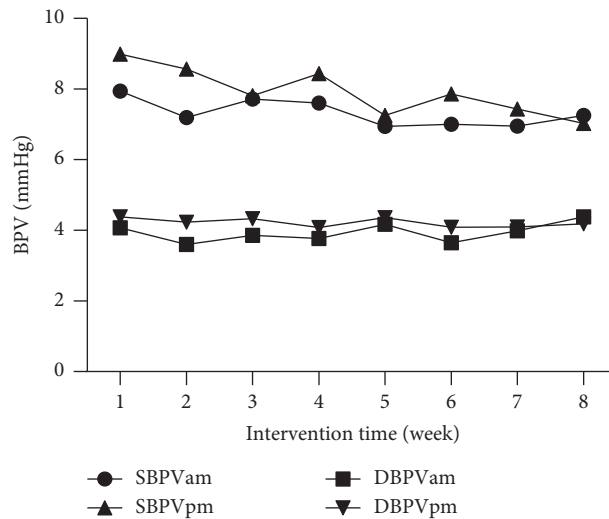 10
8
6
4
2
0
BPV (mmHg)
1 2 3 4 5 6 7 8
Intervention time (week)
SBPVam DBPVam
SBPVpm DBPVpm